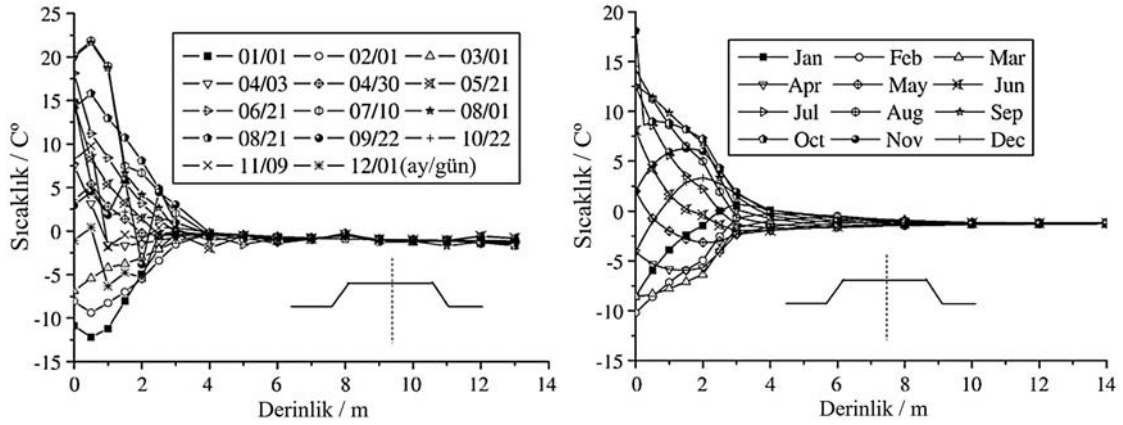 25
20
15
10
5
0
-5
-10
-15
Sıcaklık / C°
01/01 02/01 03/01
04/03 04/30 05/21
06/21 07/10 08/01
08/21 09/22 10/22
11/09 12/01(ay/gün)
0 2 4 6 8 10 12 14
Derinlik / m
20
15
10
5
0
-5
-10
-15
Sıcaklık / C°
Jan Feb Mar
Apr May Jun
Jul Aug Sep
Oct Nov Dec
0 2 4 6 8 10 12 14
Derinlik / m